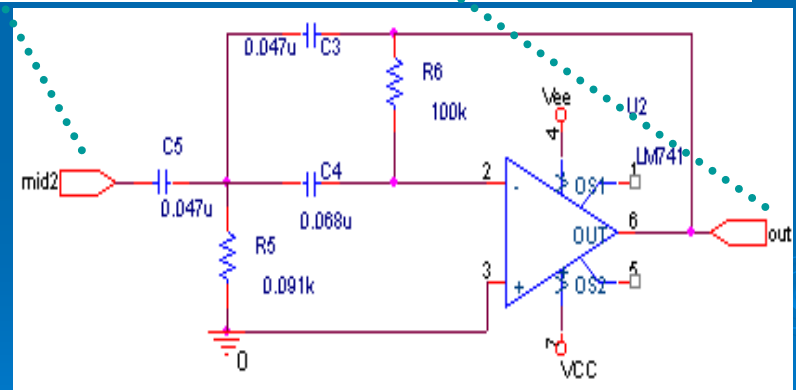 0.047u C3
R6
100k
Vee
U2
4
LM741
C5
C4
mid2
0.047u
0.068u
2
-
OS1
1
R5
0.091k
OUT
6
out
3
+
OS2
5
0
7
VCC